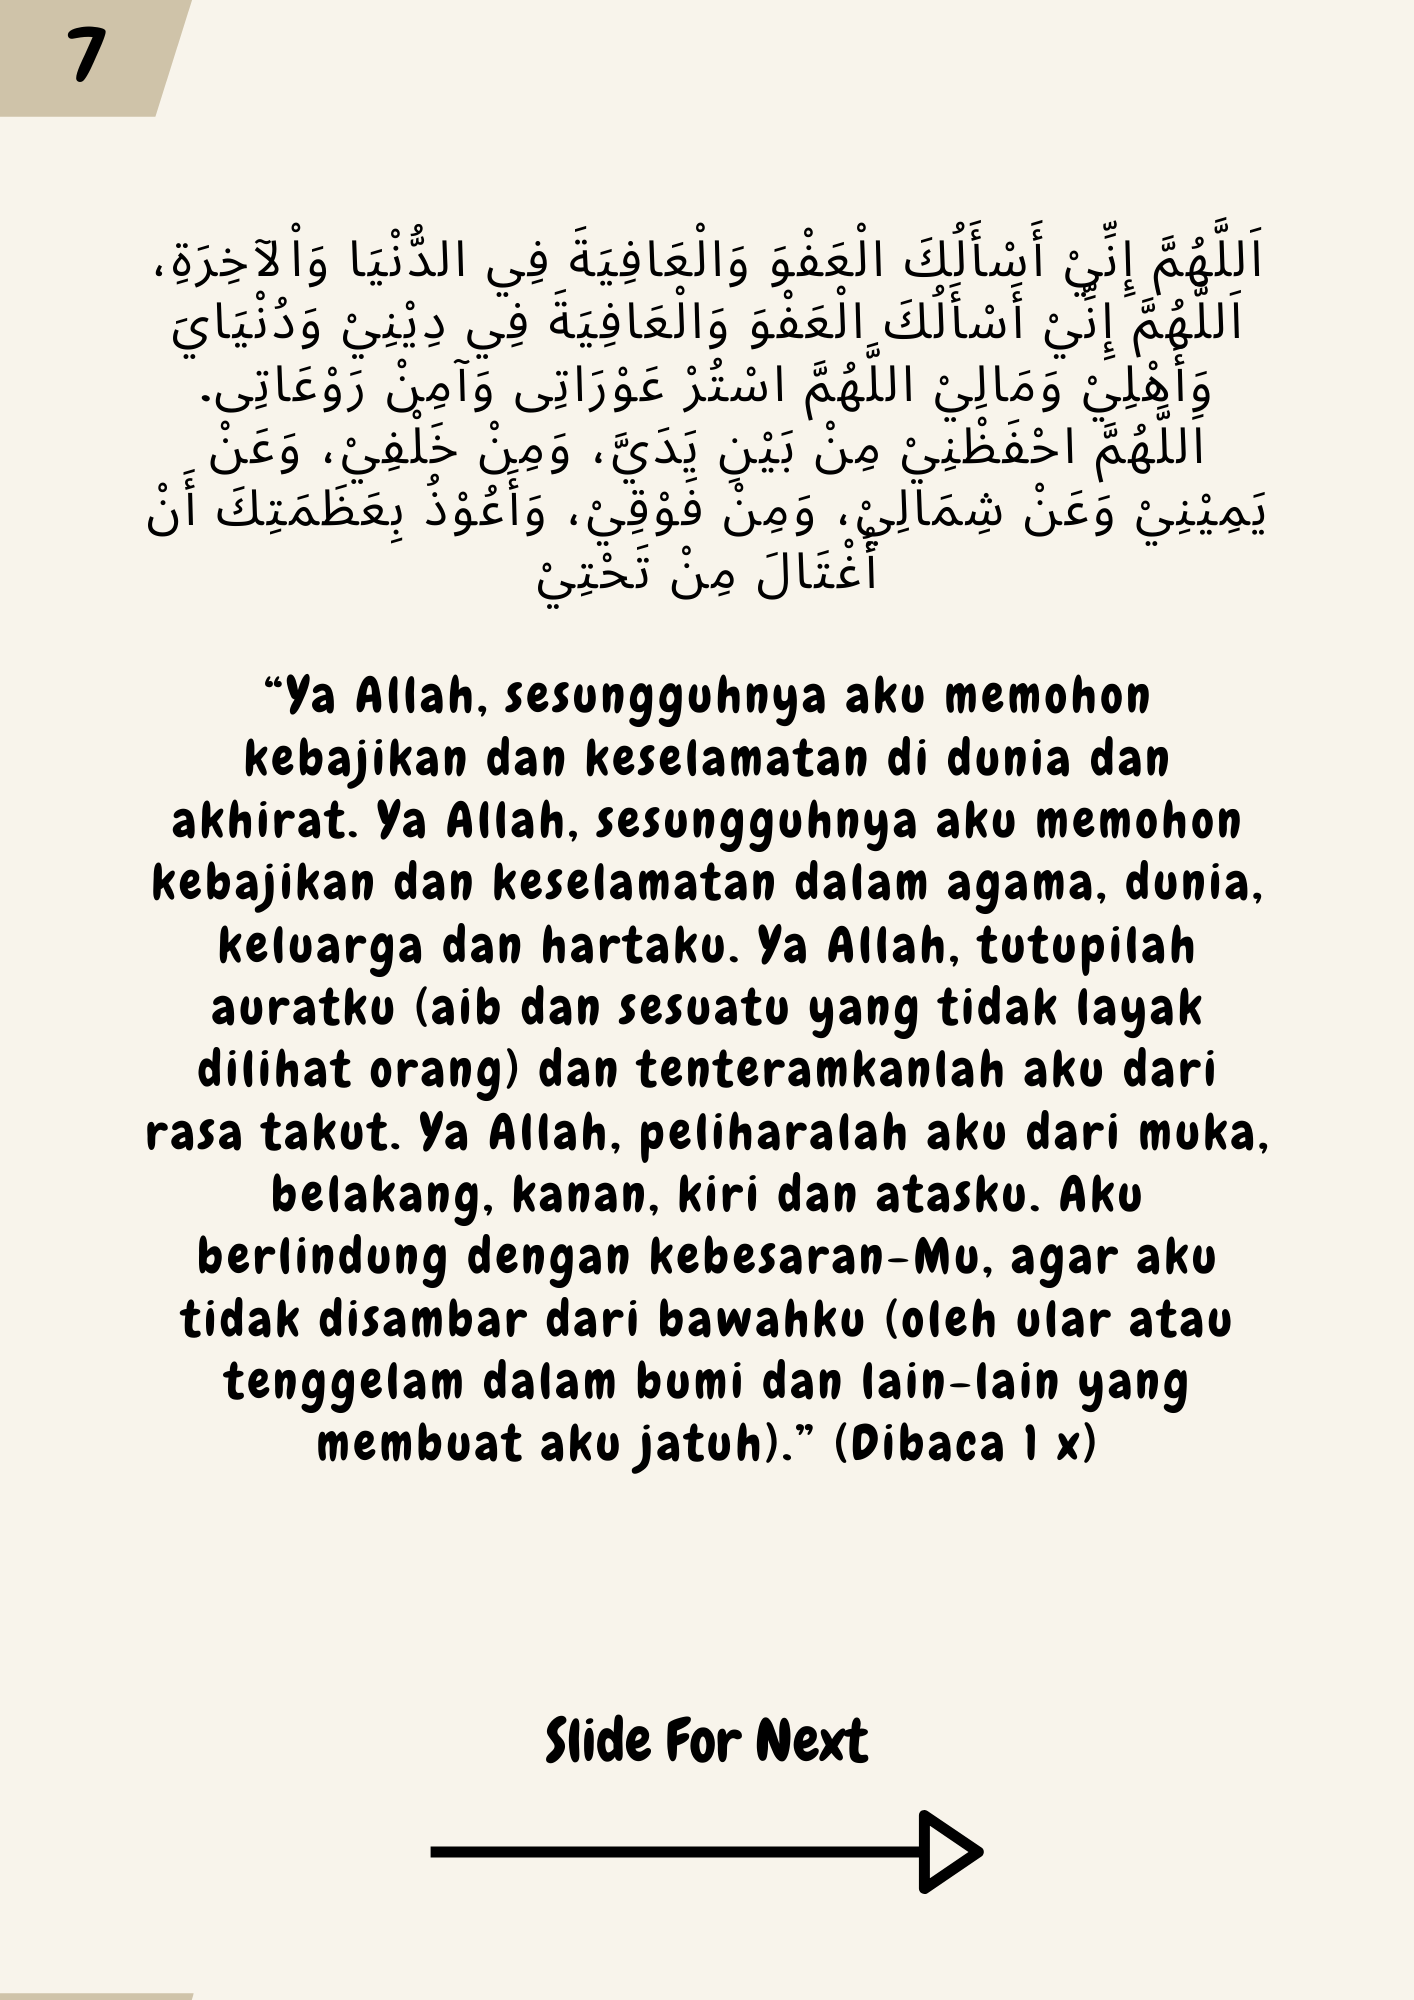 7
اَللَّهُمَّ إِنِّيْ أَسْأَلُكَ الْعَفْوَ وَالْعَافِيَةَ فِي الدُّنْيَا وَاْلآخِرَةِ،
اَللَّهُمَّ إِنِّيْ أَسْأَلُكَ الْعَفْوَ وَالْعَافِيَةَ فِي دِيْنِيْ وَدُنْيَايَ
وَأَهْلِيْ وَمَالِيْ اللَّهُمَّ اسْتُرْ عَوْرَاتِى وَآمِنْ رَوْعَاتِى.
اَللَّهُمَّ احْفَظْنِيْ مِنْ بَيْنِ يَدَيَّ، وَمِنْ خَلْفِيْ، وَعَنْ
يَمِيْنِيْ وَعَنْ شِمَالِيْ، وَمِنْ فَوْقِيْ، وَأَعُوْذُ بِعَظَمَتِكَ أَنْ
أُغْتَالَ مِنْ تَحْتِيْ
“Ya Allah, sesungguhnya aku memohon
kebajikan dan keselamatan di dunia dan
akhirat. Ya Allah, sesungguhnya aku memohon
kebajikan dan keselamatan dalam agama, dunia,
keluarga dan hartaku. Ya Allah, tutupilah
auratku (aib dan sesuatu yang tidak layak
dilihat orang) dan tenteramkanlah aku dari
rasa takut. Ya Allah, peliharalah aku dari muka,
belakang, kanan, kiri dan atasku. Aku
berlindung dengan kebesaran-Mu, agar aku
tidak disambar dari bawahku (oleh ular atau
tenggelam dalam bumi dan lain-lain yang
membuat aku jatuh).” (Dibaca 1 x)
Slide For Next